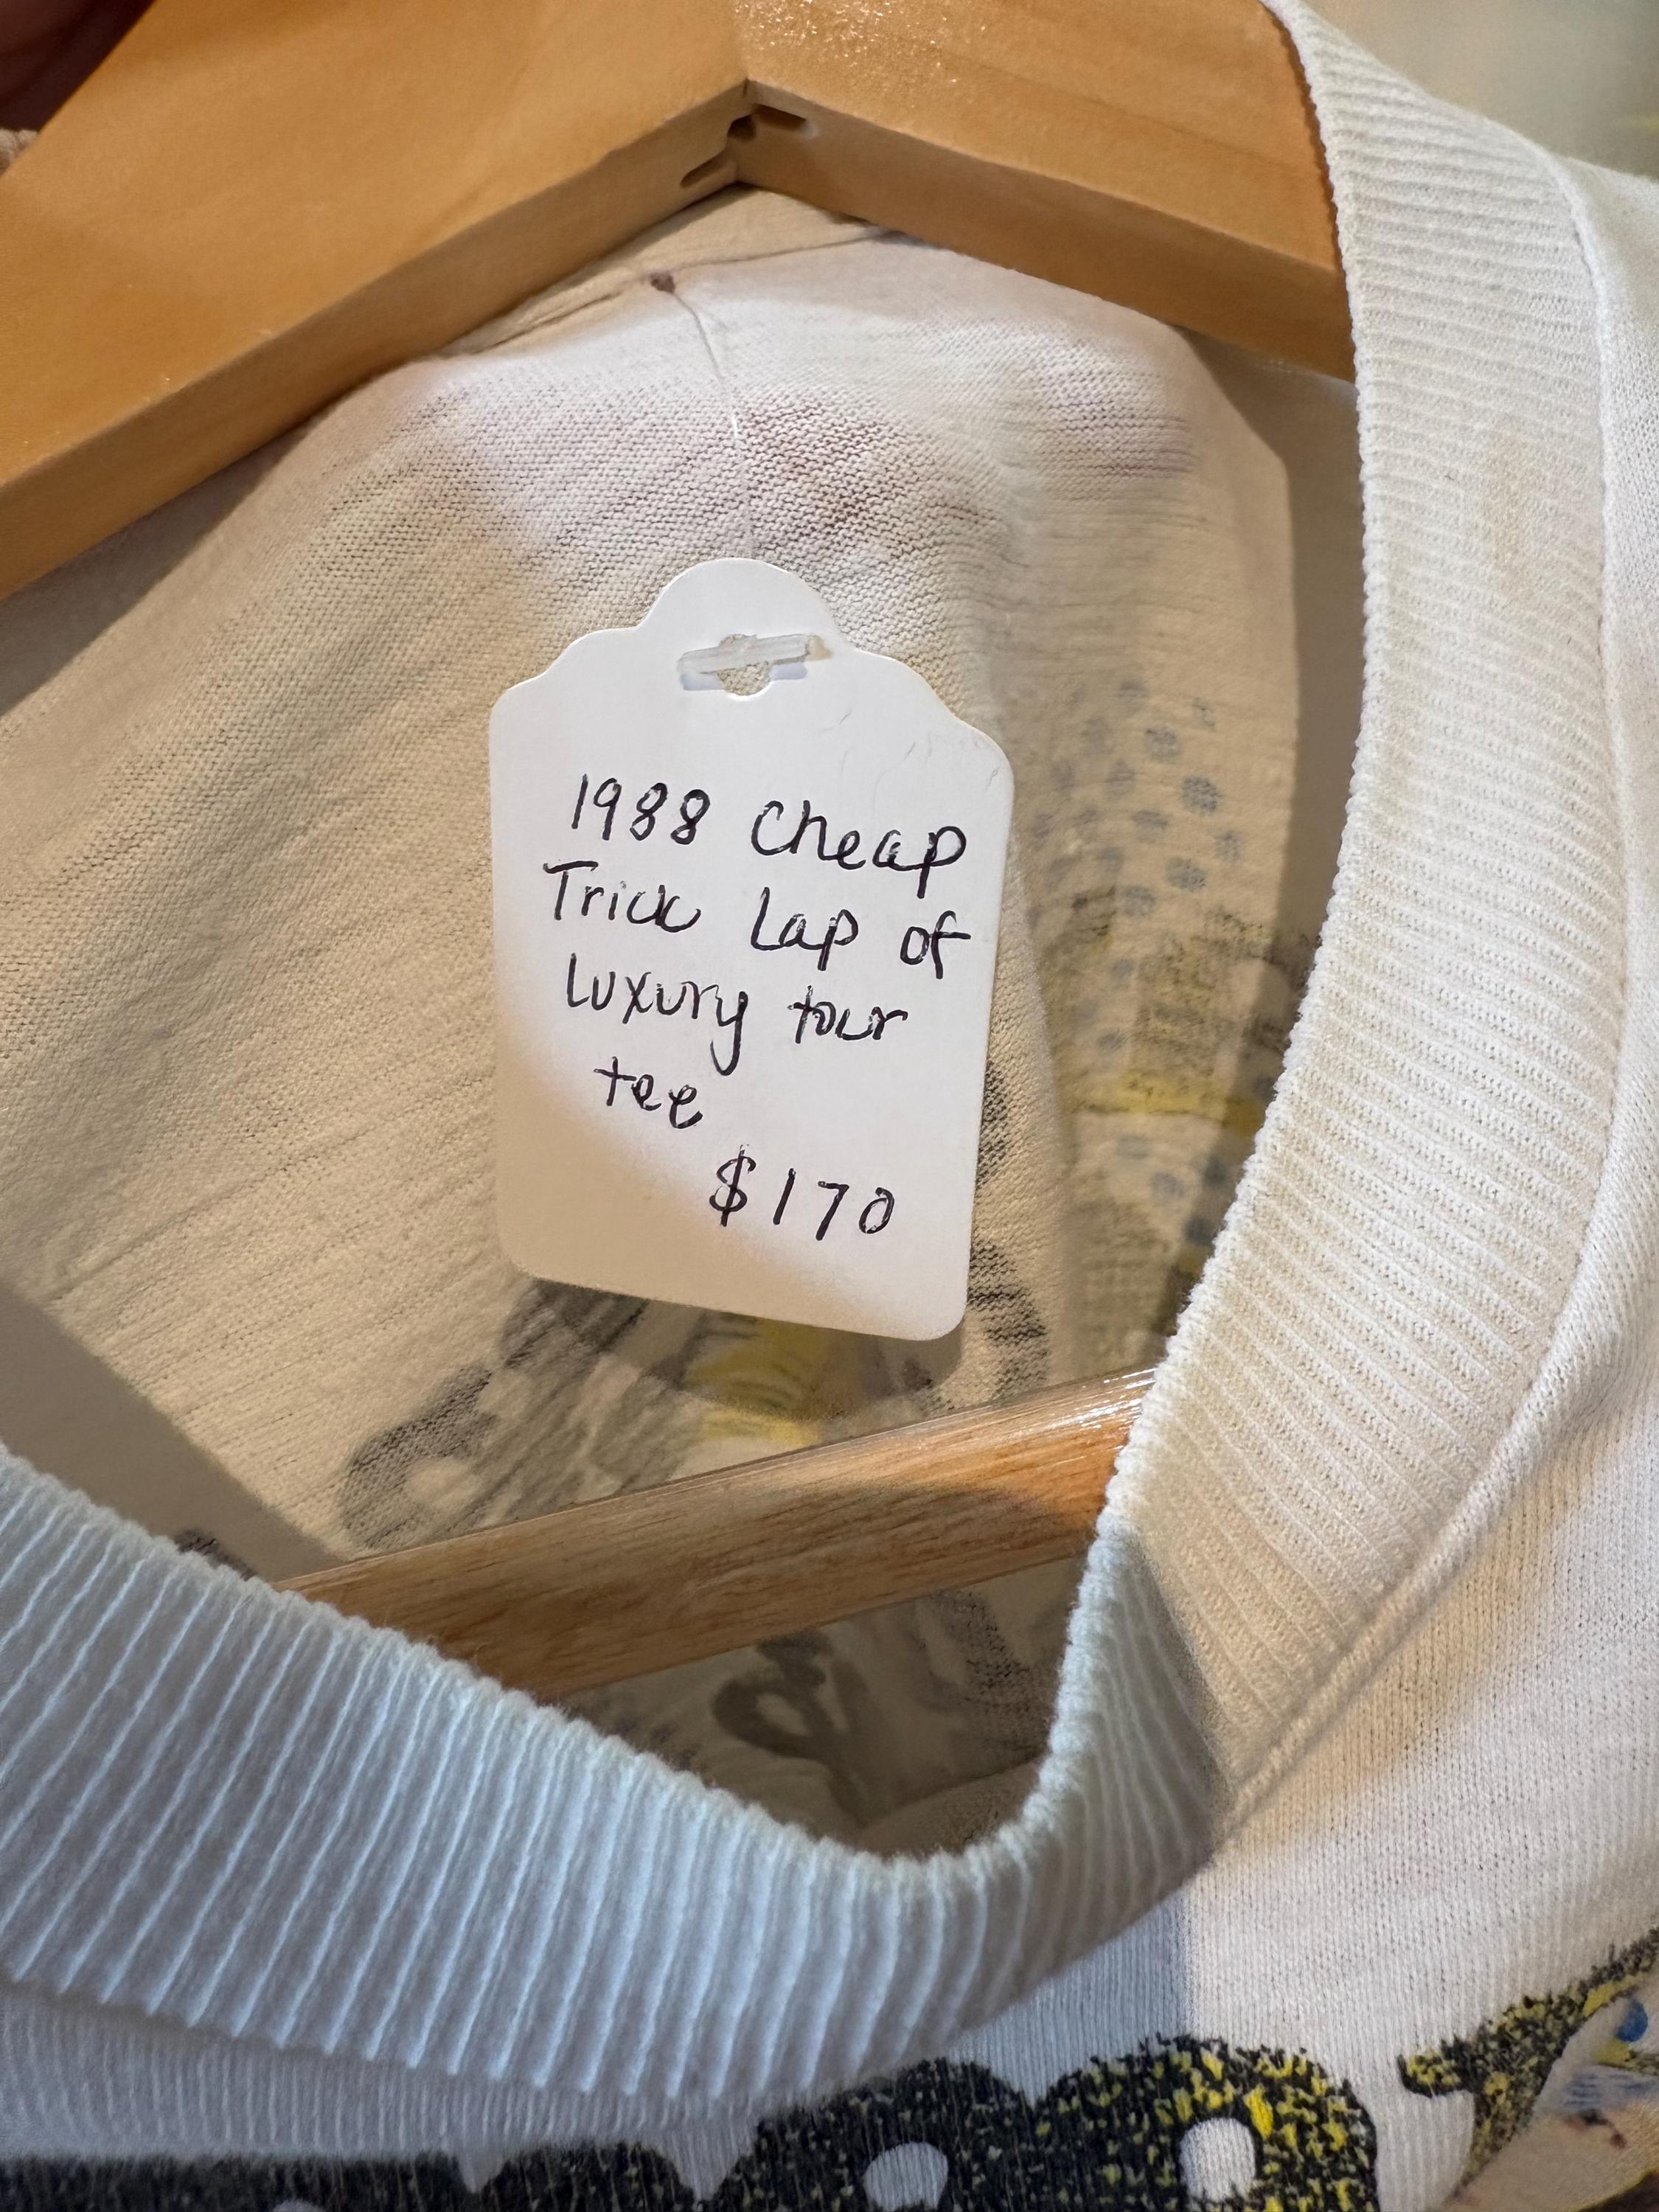 1988 Cheap
Trick Lap of
Luxury tour
tee
$170